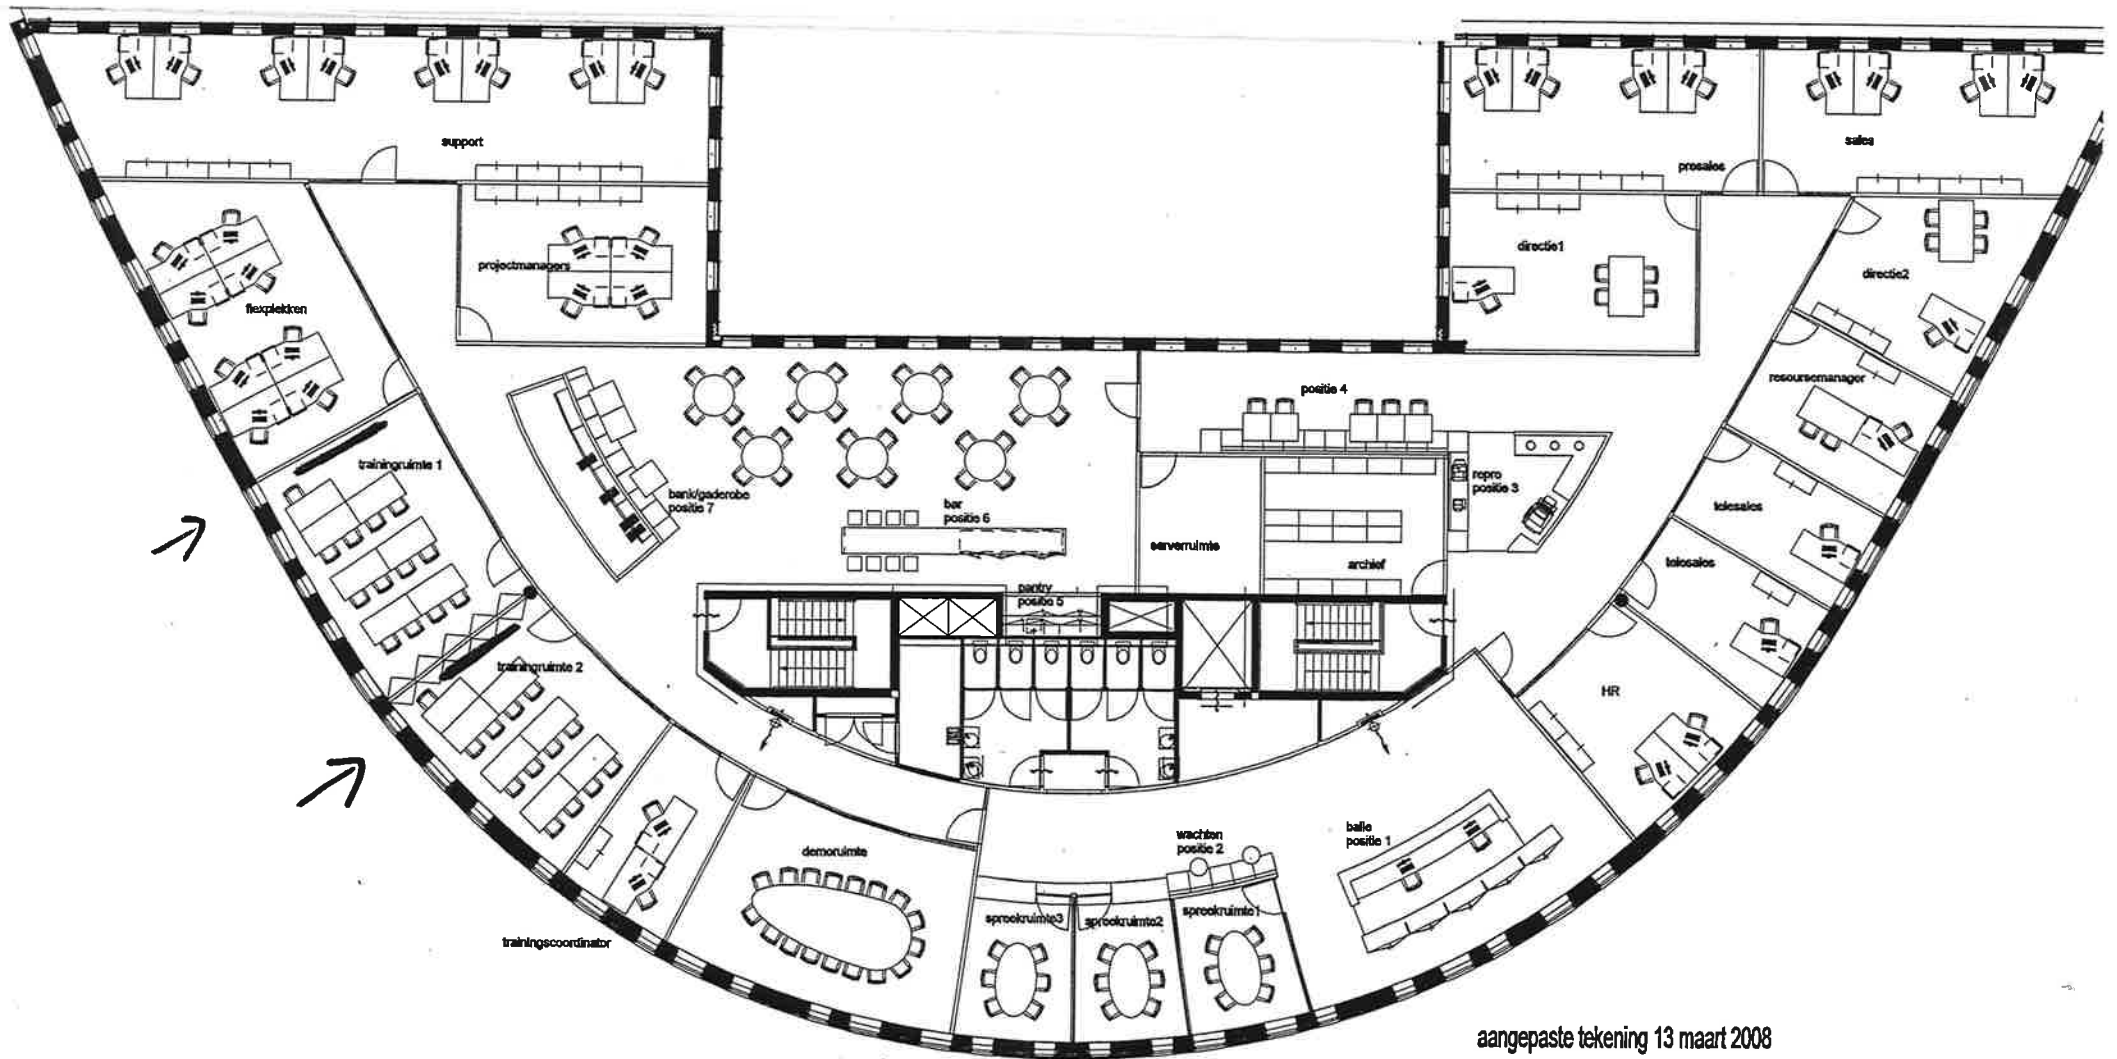 support
presales
sales
projectmanagers
directie1
directie2
flexplekken
positie 4
resoursemanager
trainingruimte 1
bank/gaderobe
positie 7
bar
positie 6
repro
positie 3
telesales
serverruimte
archief
telesales
pantry
positie 5
trainingruimte 2
HR
balie
positie 1
wachten
positie 2
demoruimte
spreekruimte3
spreekruimte2
spreekruimte1
trainingscoordinator
aangepaste tekening 13 maart 2008